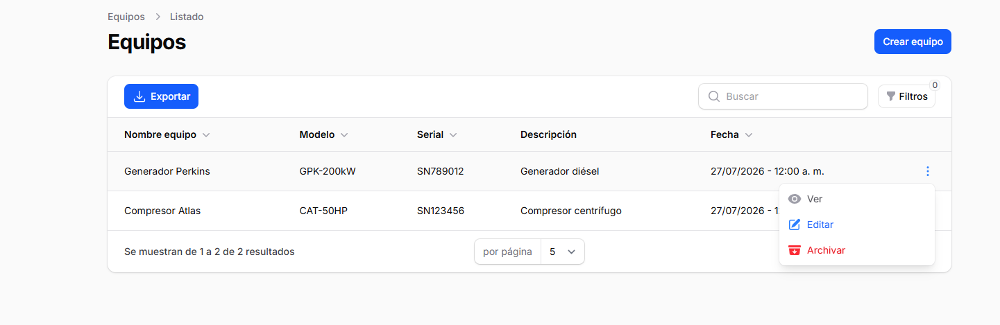 Equipos > Listado
Equipos
Crear equipo
Exportar
Buscar
Filtros 0
Nombre equipo Modelo Serial Descripción Fecha
Generador Perkins GPK-200kW SN789012 Generador diésel 27/07/2026 - 12:00 a. m.
Compresor Atlas CAT-50HP SN123456 Compresor centrífugo 27/07/2026 -
Ver
Editar
Archivar
Se muestran de 1 a 2 de 2 resultados
por página 5